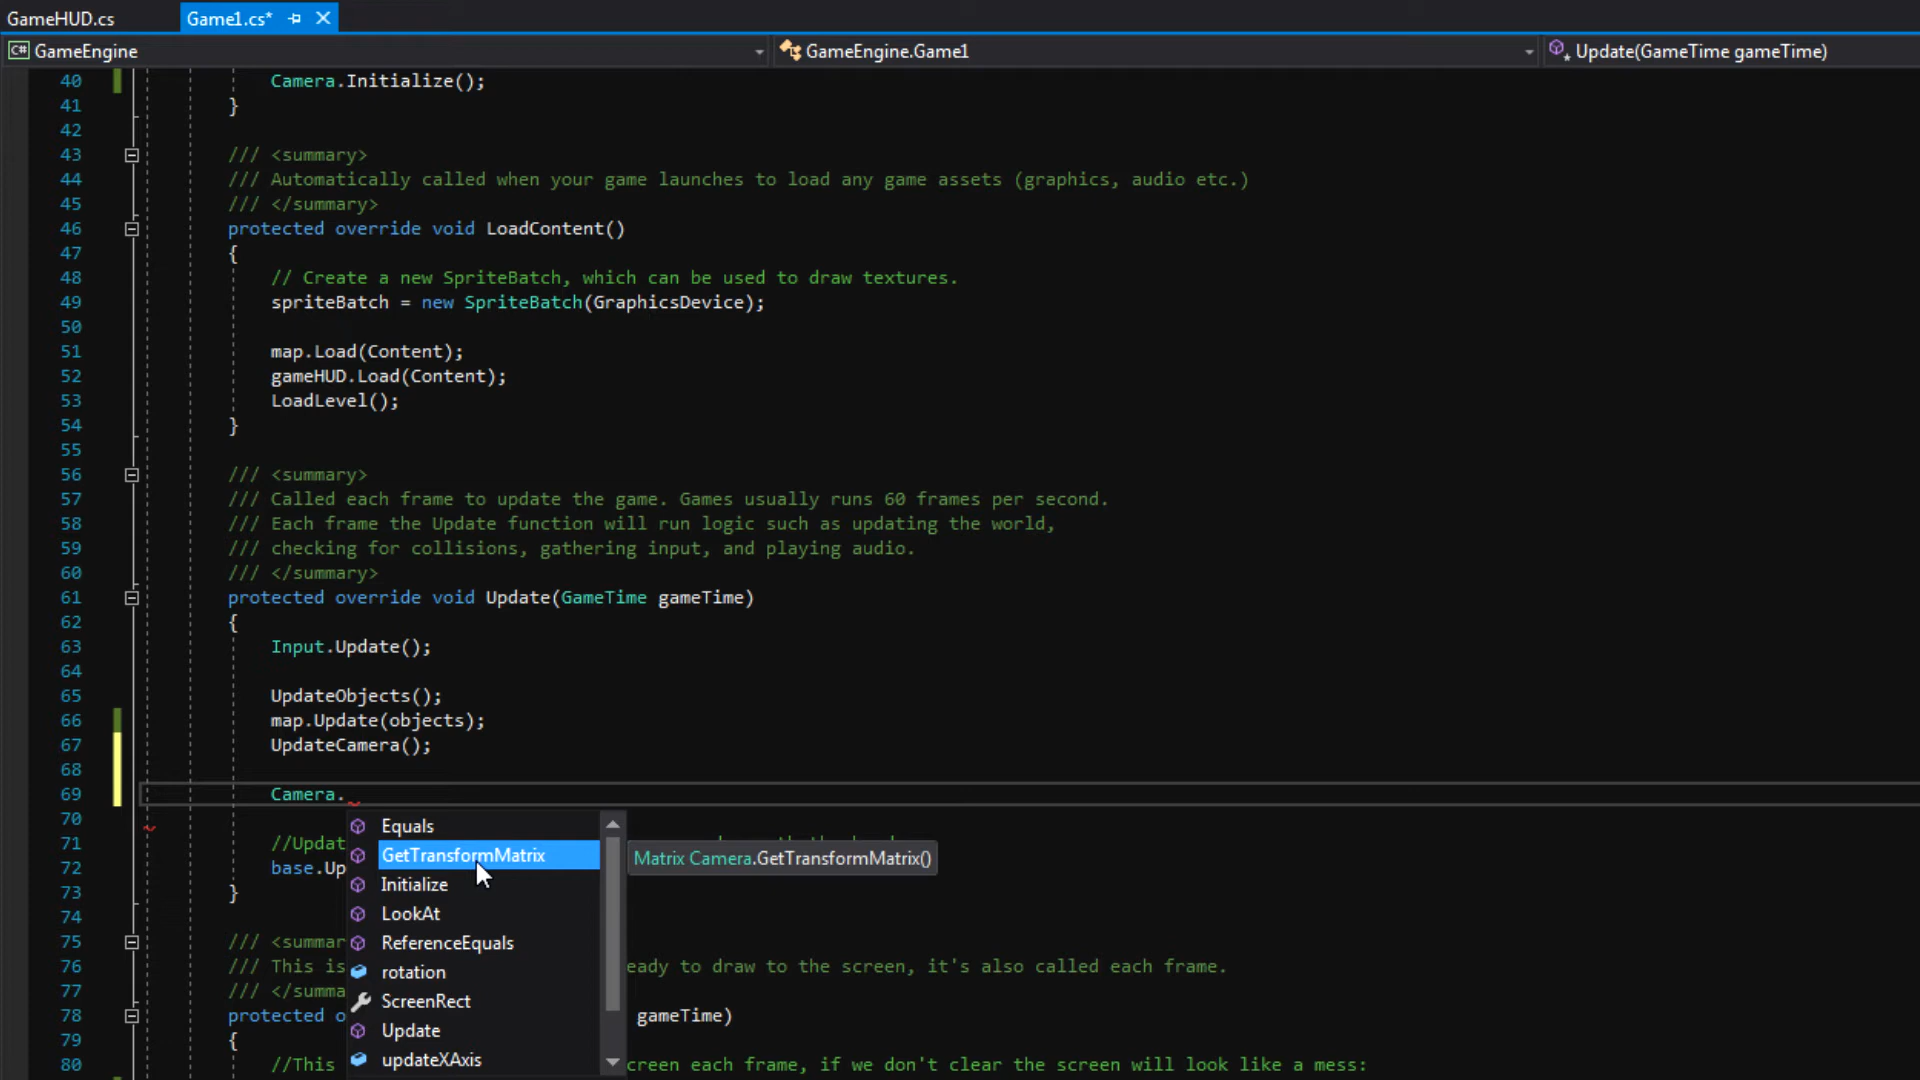 GameHUD.cs
Game1.cs*
C# GameEngine
GameEngine.Game1
Update(GameTime gameTime)
40 Camera.Initialize();
41 }
42
43 /// <summary>
44 /// Automatically called when your game launches to load any game assets (graphics, audio etc.)
45 /// </summary>
46 protected override void LoadContent()
47 {
48 // Create a new SpriteBatch, which can be used to draw textures.
49 spriteBatch = new SpriteBatch(GraphicsDevice);
50
51 map.Load(Content);
52 gameHUD.Load(Content);
53 LoadLevel();
54 }
55
56 /// <summary>
57 /// Called each frame to update the game. Games usually runs 60 frames per second.
58 /// Each frame the Update function will run logic such as updating the world,
59 /// checking for collisions, gathering input, and playing audio.
60 /// </summary>
61 protected override void Update(GameTime gameTime)
62 {
63 Input.Update();
64
65 UpdateObjects();
66 map.Update(objects);
67 UpdateCamera();
68
69 Camera.
70
71 //Updat
72 base.Up
73 }
74
75 /// <summar
76 /// This is eady to draw to the screen, it's also called each frame.
77 /// </summa
78 protected o gameTime)
79 {
80 //This creen each frame, if we don't clear the screen will look like a mess:
Equals
GetTransformMatrix
Matrix Camera.GetTransformMatrix()
Initialize
LookAt
ReferenceEquals
rotation
ScreenRect
Update
updateXAxis